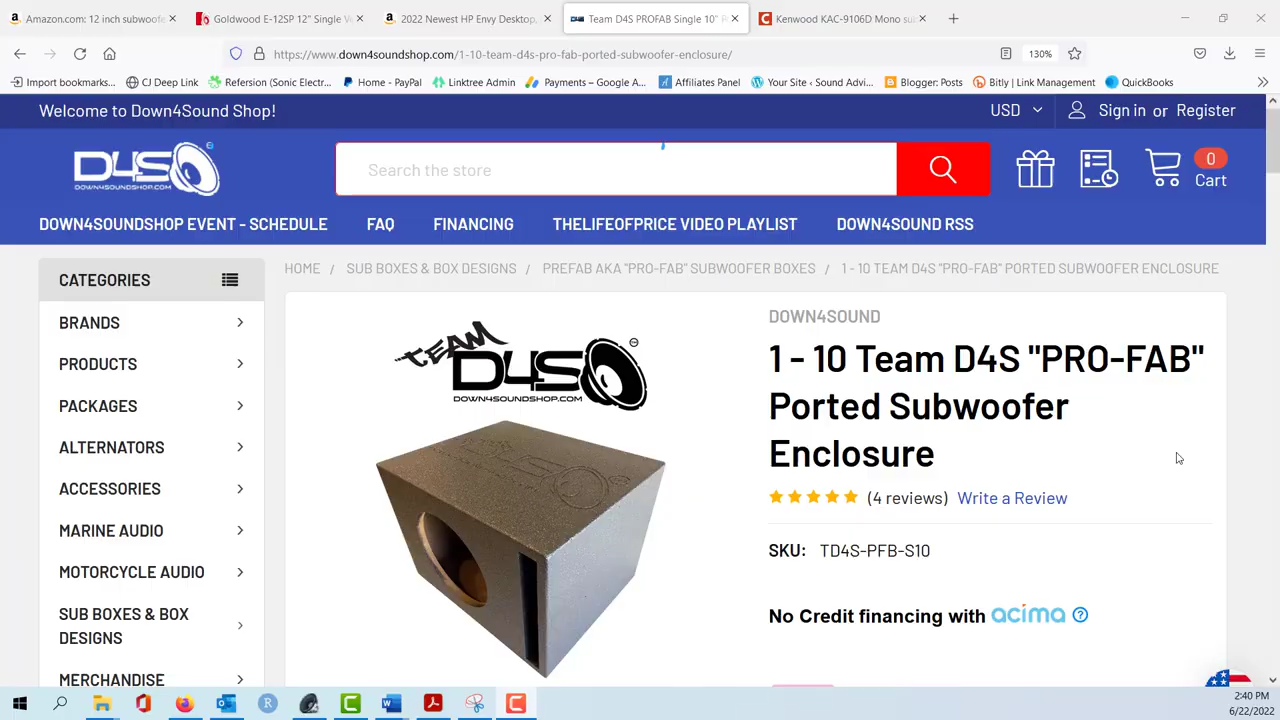 Amazon.com: 12 inch subwoofe
Goldwood E-12SP 12" Single V
2022 Newest HP Envy Desktop,
Team D4S PROFAB Single 10"
Kenwood KAC-9106D Mono su
https://www.down4soundshop.com/1-10-team-d4s-pro-fab-ported-subwoofer-enclosure/
130%
Import bookmarks...
CJ Deep Link
Refersion (Sonic Electr...
Home - PayPal
Linktree Admin
Payments – Google A...
Affiliates Panel
Your Site ‹ Sound Advi...
Blogger: Posts
Bitly | Link Management
QuickBooks
Welcome to Down4Sound Shop!
USD
Sign in or Register
D4S
DOWN4SOUNDSHOP.COM
Search the store
0
Cart
DOWN4SOUNDSHOP EVENT - SCHEDULE
FAQ
FINANCING
THELIFEOFPRICE VIDEO PLAYLIST
DOWN4SOUND RSS
CATEGORIES
BRANDS
PRODUCTS
PACKAGES
ALTERNATORS
ACCESSORIES
MARINE AUDIO
MOTORCYCLE AUDIO
SUB BOXES & BOX
DESIGNS
MERCHANDISE
HOME / SUB BOXES & BOX DESIGNS / PREFAB AKA "PRO-FAB" SUBWOOFER BOXES / 1 - 10 TEAM D4S "PRO-FAB" PORTED SUBWOOFER ENCLOSURE
TEAM
D4S
DOWN4SOUNDSHOP.COM
D4S
DOWN4SOUND
1 - 10 Team D4S "PRO-FAB"
Ported Subwoofer
Enclosure
(4 reviews) Write a Review
SKU: TD4S-PFB-S10
No Credit financing with acima ?
2:40 PM
6/22/2022